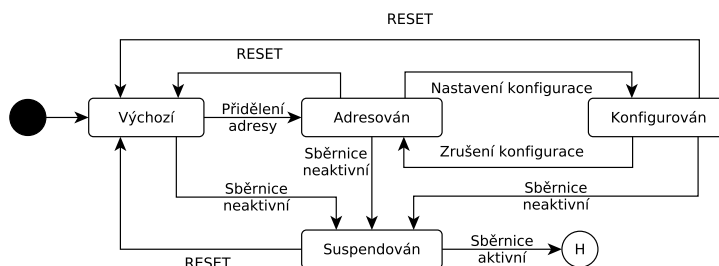 RESET
RESET
Nastavení konfigurace
Výchozí
Přidělení
adresy
Adresován
Konfigurován
Sběrnice
neaktivní
Zrušení konfigurace
Sběrnice
neaktivní
Sběrnice
neaktivní
Suspendován
Sběrnice
aktivní
H
RESET